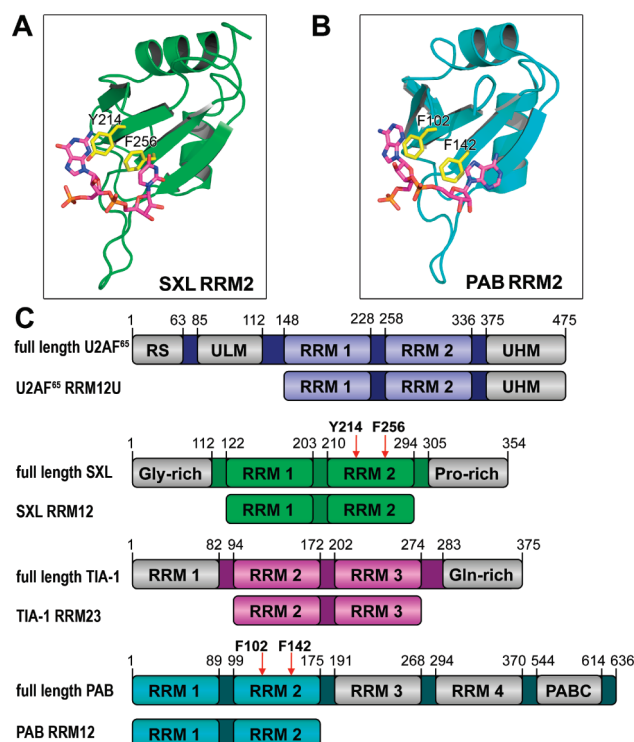 A
B
Y214
F256
SXL RRM2
F102
F142
PAB RRM2
C
1 63 85 112 148 228 258 336 375 475
full length U2AF⁶⁵ RS ULM RRM 1 RRM 2 UHM
U2AF⁶⁵ RRM12U RRM 1 RRM 2 UHM
Y214 F256
1 112 122 203 210 294 305 354
full length SXL Gly-rich RRM 1 RRM 2 Pro-rich
SXL RRM12 RRM 1 RRM 2
1 82 94 172 202 274 283 375
full length TIA-1 RRM 1 RRM 2 RRM 3 Gln-rich
TIA-1 RRM23 RRM 2 RRM 3
F102 F142
1 89 99 175 191 268 294 370 544 614 636
full length PAB RRM 1 RRM 2 RRM 3 RRM 4 PABC
PAB RRM12 RRM 1 RRM 2